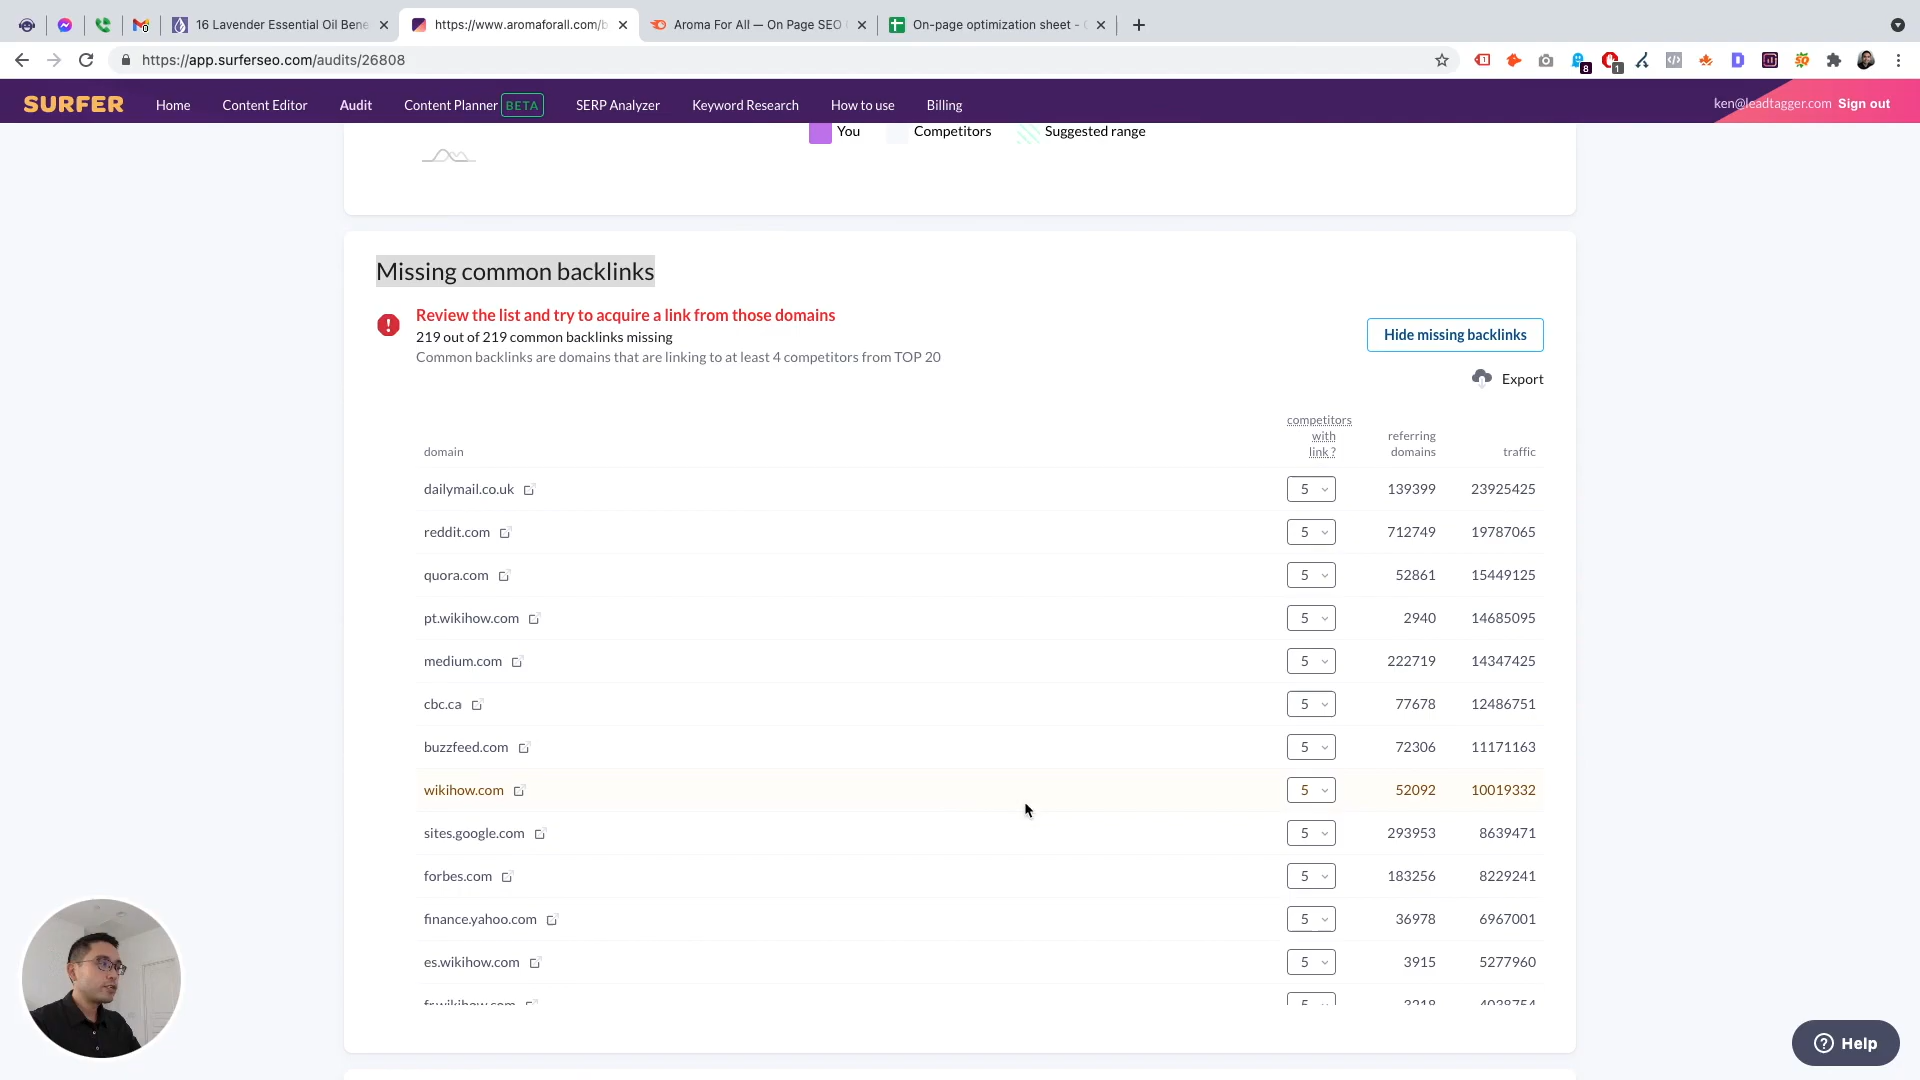 16 Lavender Essential Oil Bene
https://www.aromaforall.com/b
Aroma For All — On Page SEO
On-page optimization sheet -
https://app.surferseo.com/audits/26808
8
1
SURFER
Home
Content Editor
Audit
Content Planner BETA
SERP Analyzer
Keyword Research
How to use
Billing
ken@leadtagger.com Sign out
You
Competitors
Suggested range
Missing common backlinks
Review the list and try to acquire a link from those domains
219 out of 219 common backlinks missing
Common backlinks are domains that are linking to at least 4 competitors from TOP 20
Hide missing backlinks
Export
domain
competitors with link ?
referring domains
traffic
dailymail.co.uk 5 139399 23925425
reddit.com 5 712749 19787065
quora.com 5 52861 15449125
pt.wikihow.com 5 2940 14685095
medium.com 5 222719 14347425
cbc.ca 5 77678 12486751
buzzfeed.com 5 72306 11171163
wikihow.com 5 52092 10019332
sites.google.com 5 293953 8639471
forbes.com 5 183256 8229241
finance.yahoo.com 5 36978 6967001
es.wikihow.com 5 3915 5277960
fr.wikihow.com 5 3218 4038754
Help